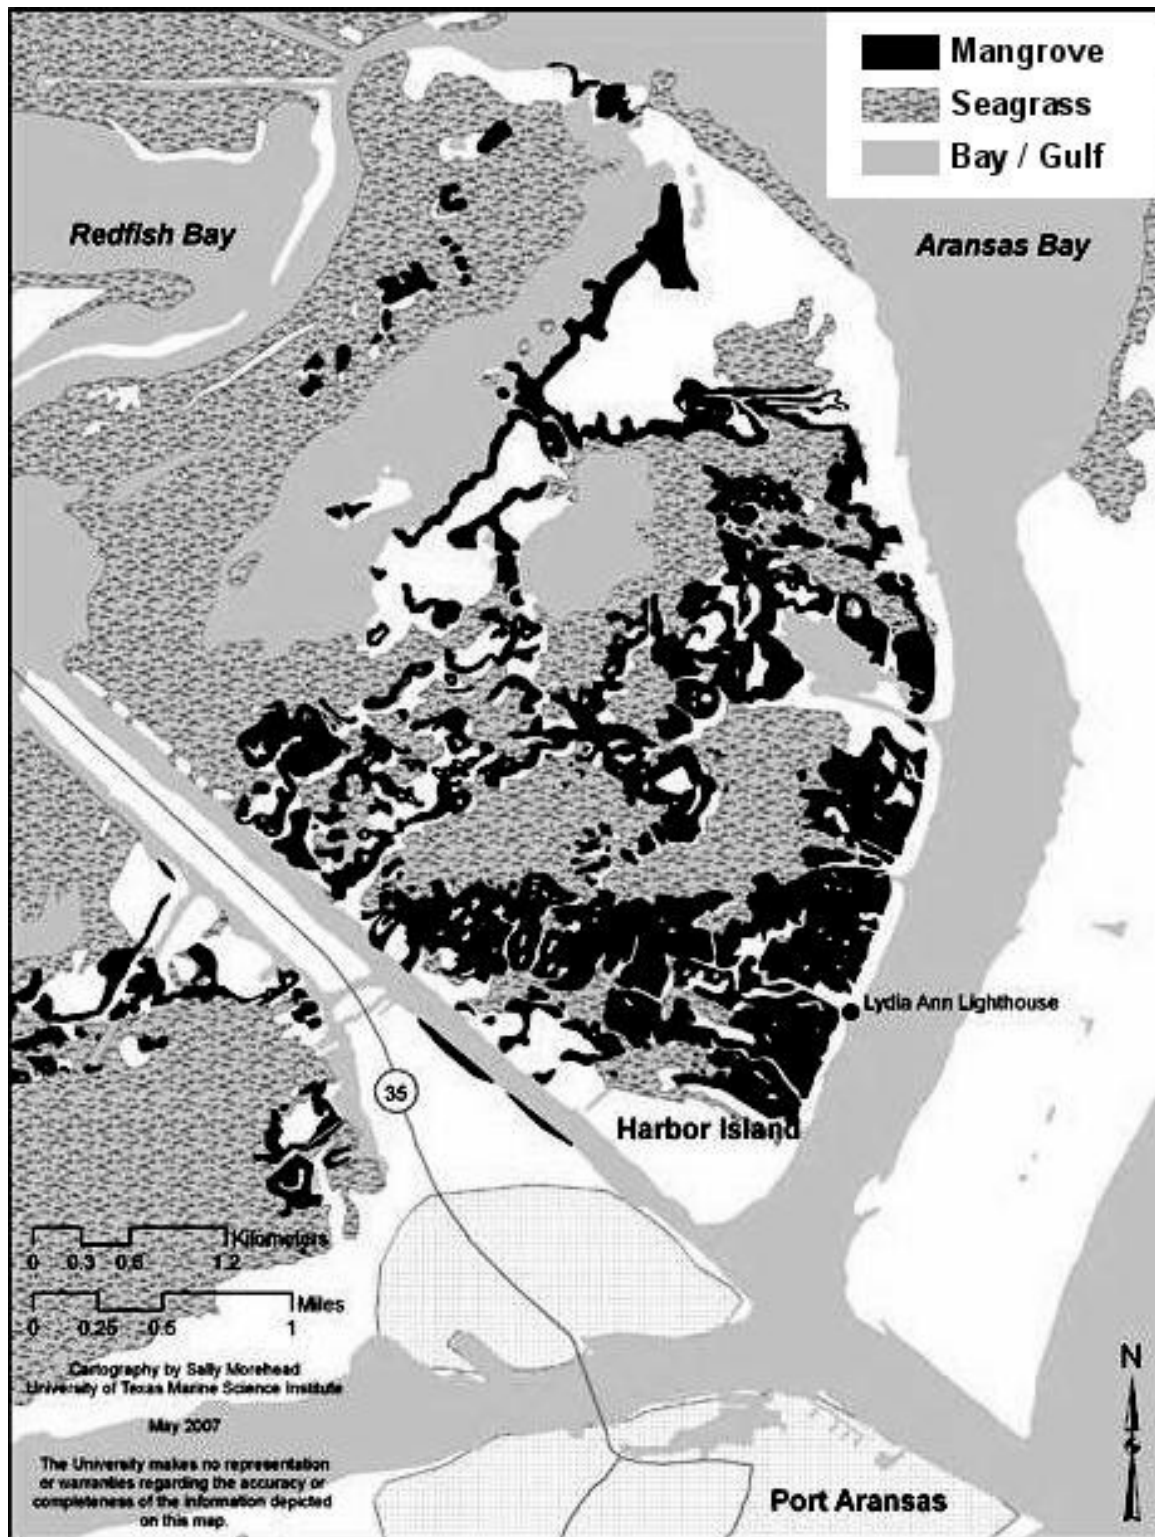 Mangrove
Seagrass
Bay / Gulf
Redfish Bay
Aransas Bay
Lydia Ann Lighthouse
35
Harbor Island
Kilometers
0 0.3 0.6 1.2
Miles
0 0.25 0.5 1
Cartography by Sally Morehead
University of Texas Marine Science Institute
May 2007
The University makes no representation
or warranties regarding the accuracy or
completeness of the information depicted
on this map.
N
Port Aransas